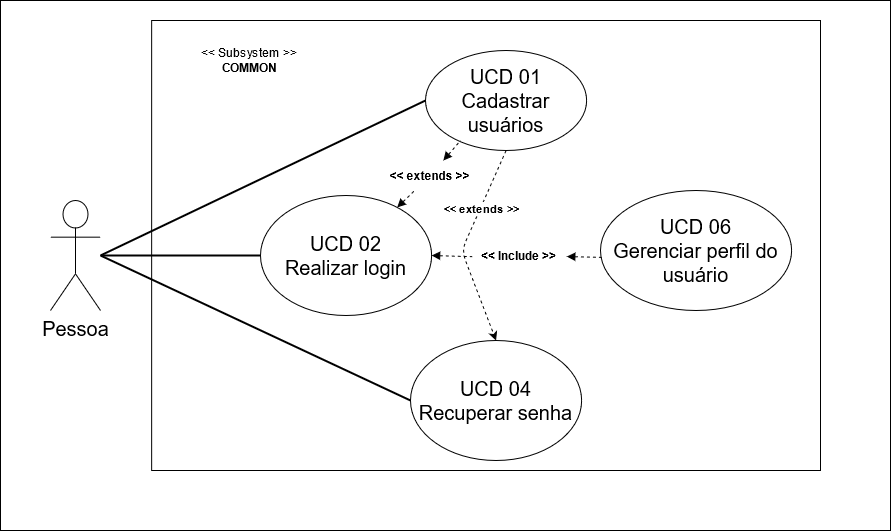 << Subsystem >>
COMMON
UCD 01
Cadastrar
usuários
<< extends >>
<< extends >>
UCD 02
Realizar login
<< Include >>
UCD 06
Gerenciar perfil do
usuário
Pessoa
UCD 04
Recuperar senha